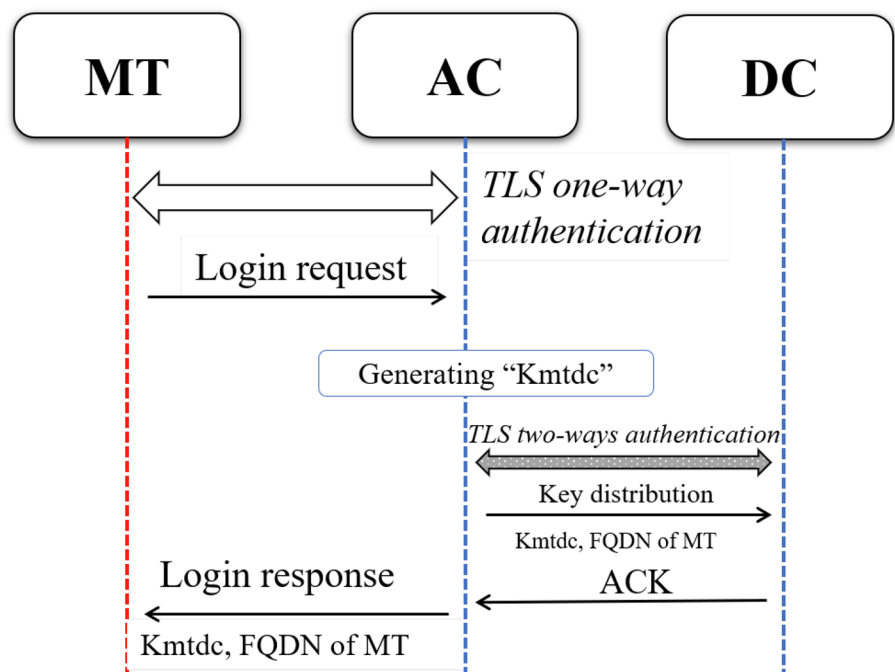 MT
AC
DC
TLS one-way
authentication
Login request
Generating “Kmtdc”
TLS two-ways authentication
Key distribution
Kmtdc, FQDN of MT
ACK
Login response
Kmtdc, FQDN of MT